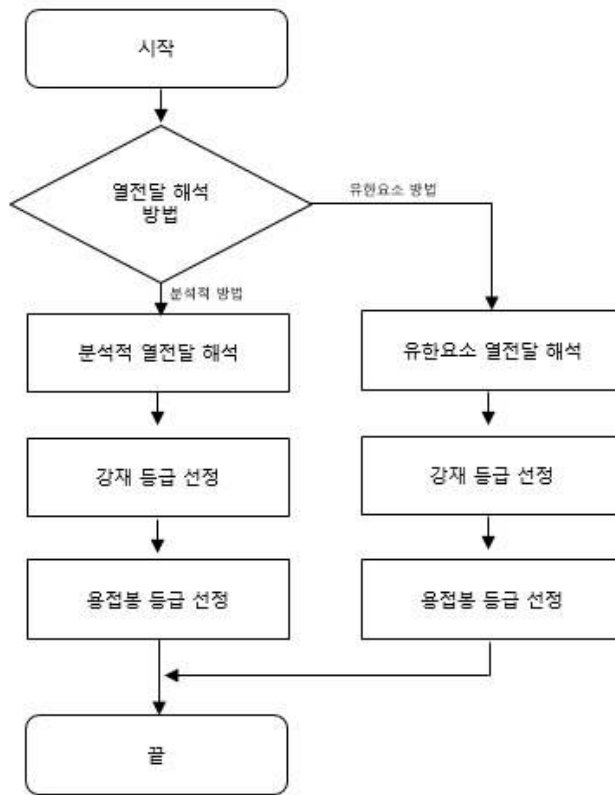 시작
열전달 해석
방법
유한요소 방법
분석적 방법
분석적 열전달 해석
유한요소 열전달 해석
강재 등급 선정
강재 등급 선정
용접봉 등급 선정
용접봉 등급 선정
끝